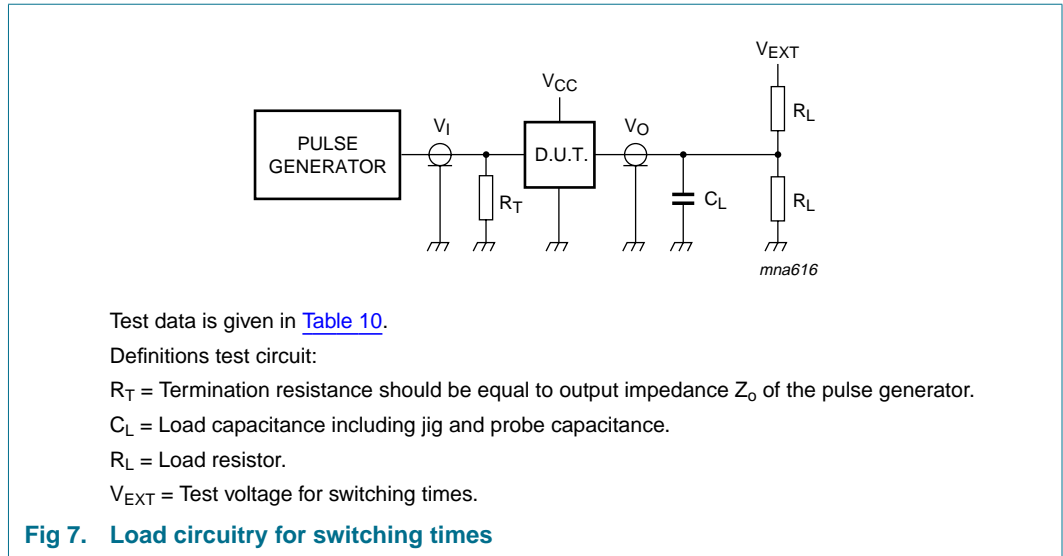 VEXT
VCC
RL
PULSE
GENERATOR
VI
D.U.T.
VO
RT
CL
RL
mna616
Test data is given in Table 10.
Definitions test circuit:
RT = Termination resistance should be equal to output impedance Zo of the pulse generator.
CL = Load capacitance including jig and probe capacitance.
RL = Load resistor.
VEXT = Test voltage for switching times.
Fig 7. Load circuitry for switching times